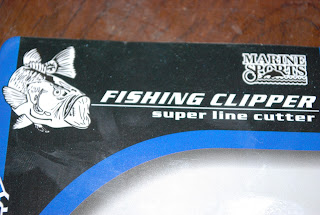 MARINE
SPORTS
FISHING CLIPPER
super line cutter